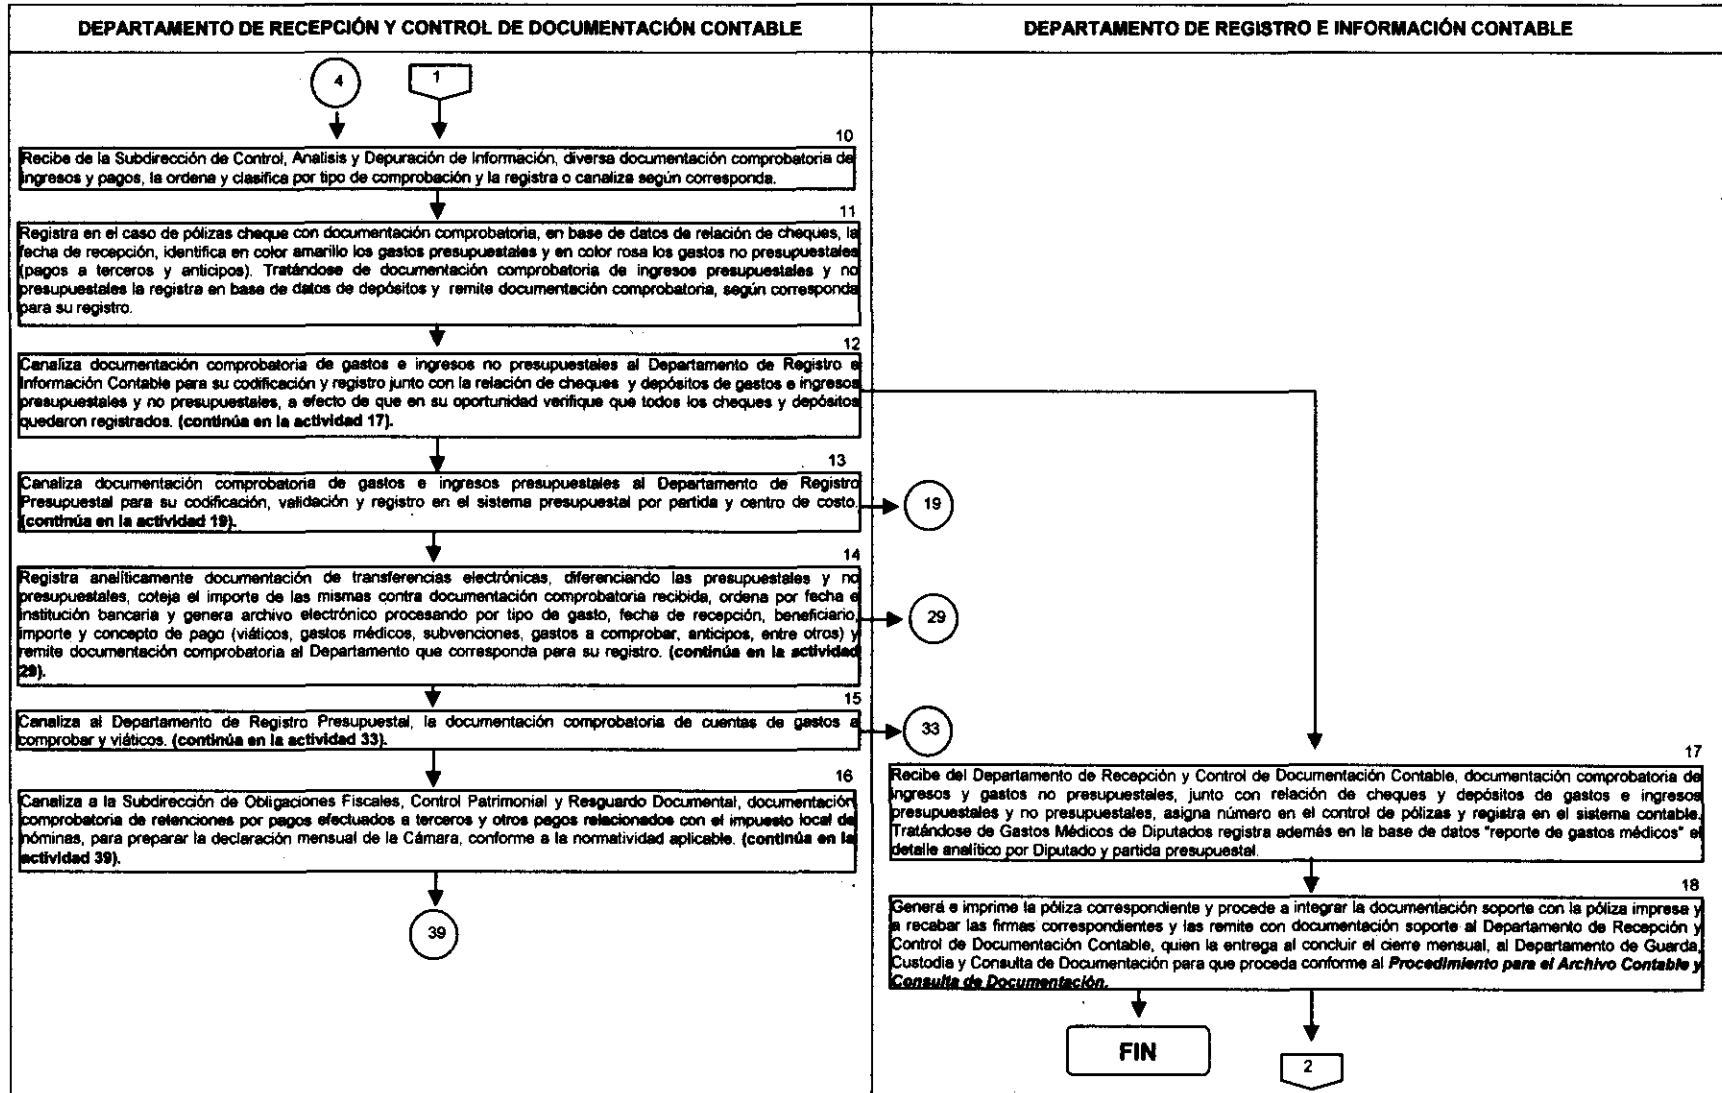 DEPARTAMENTO DE RECEPCIÓN Y CONTROL DE DOCUMENTACIÓN CONTABLE
4
1
10
Recibe de la Subdirección de Control, Analisis y Depuración de Información, diversa documentación comprobatoria de
ingresos y pagos, la ordena y clasifica por tipo de comprobación y la registra o canaliza según corresponda.
11
Registra en el caso de pólizas cheque con documentación comprobatoria, en base de datos de relación de cheques, la
fecha de recepción, identifica en color amarillo los gastos presupuestales y en color rosa los gastos no presupuestales
(pagos a terceros y anticipos). Tratándose de documentación comprobatoria de ingresos presupuestales y no
presupuestales la registra en base de datos de depósitos y remite documentación comprobatoria, según corresponda
para su registro.
12
Canaliza documentación comprobatoria de gastos e ingresos no presupuestales al Departamento de Registro e
Información Contable para su codificación y registro junto con la relación de cheques y depósitos de gastos e ingresos
presupuestales y no presupuestales, a efecto de que en su oportunidad verifique que todos los cheques y depósitos
quedaron registrados. (continúa en la actividad 17).
13
Canaliza documentación comprobatoria de gastos e ingresos presupuestales al Departamento de Registro
Presupuestal para su codificación, validación y registro en el sistema presupuestal por partida y centro de costo.
(continúa en la actividad 19).
19
14
Registra analíticamente documentación de transferencias electrónicas, diferenciando las presupuestales y no
presupuestales, coteja el importe de las mismas contra documentación comprobatoria recibida, ordena por fecha e
institución bancaria y genera archivo electrónico procesando por tipo de gasto, fecha de recepción, beneficiario,
importe y concepto de pago (viáticos, gastos médicos, subvenciones, gastos a comprobar, anticipos, entre otros) y
remite documentación comprobatoria al Departamento que corresponda para su registro. (continúa en la actividad
29).
29
15
Canaliza al Departamento de Registro Presupuestal, la documentación comprobatoria de cuentas de gastos a
comprobar y viáticos. (continúa en la actividad 33).
33
16
Canaliza a la Subdirección de Obligaciones Fiscales, Control Patrimonial y Resguardo Documental, documentación
comprobatoria de retenciones por pagos efectuados a terceros y otros pagos relacionados con el impuesto local de
nóminas, para preparar la declaración mensual de la Cámara, conforme a la normatividad aplicable. (continúa en la
actividad 39).
39
DEPARTAMENTO DE REGISTRO E INFORMACIÓN CONTABLE
17
Recibe del Departamento de Recepción y Control de Documentación Contable, documentación comprobatoria de
ingresos y gastos no presupuestales, junto con relación de cheques y depósitos de gastos e ingresos
presupuestales y no presupuestales, asigna número en el control de pólizas y registra en el sistema contable.
Tratándose de Gastos Médicos de Diputados registra además en la base de datos "reporte de gastos médicos" el
detalle analítico por Diputado y partida presupuestal.
18
Genera e imprime la póliza correspondiente y procede a integrar la documentación soporte con la póliza impresa y
a recabar las firmas correspondientes y las remite con documentación soporte al Departamento de Recepción y
Control de Documentación Contable, quien la entrega al concluir el cierre mensual, al Departamento de Guarda,
Custodia y Consulta de Documentación para que proceda conforme al Procedimiento para el Archivo Contable y
Consulta de Documentación.
FIN
2